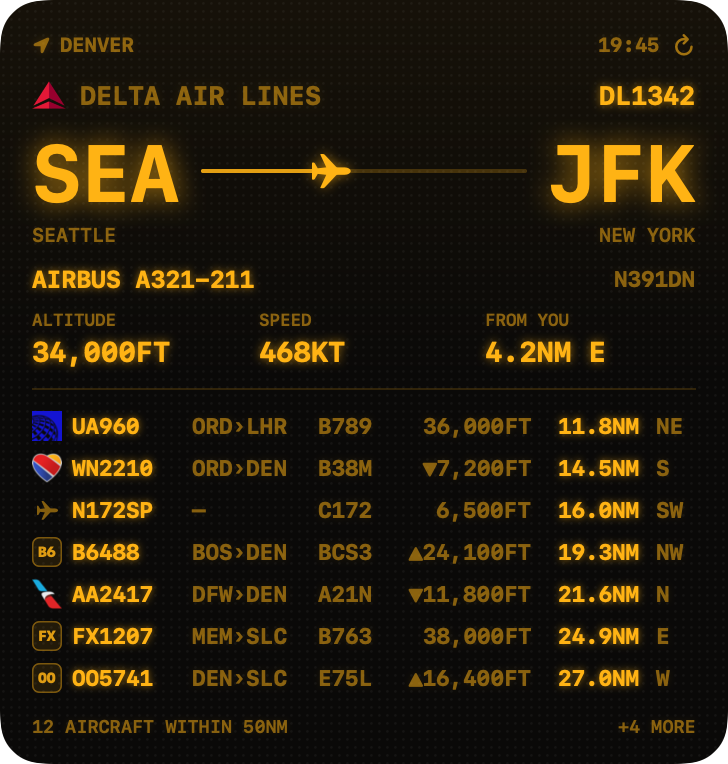 DENVER 19:45
DELTA AIR LINES DL1342
SEA JFK
SEATTLE NEW YORK
AIRBUS A321-211 N391DN
ALTITUDE SPEED FROM YOU
34,000FT 468KT 4.2NM E
UA960 ORD›LHR B789 36,000FT 11.8NM NE
WN2210 ORD›DEN B38M ▼7,200FT 14.5NM S
N172SP — C172 6,500FT 16.0NM SW
B6 B6488 BOS›DEN BCS3 ▲24,100FT 19.3NM NW
AA2417 DFW›DEN A21N ▼11,800FT 21.6NM N
FX FX1207 MEM›SLC B763 38,000FT 24.9NM E
OO OO5741 DEN›SLC E75L ▲16,400FT 27.0NM W
12 AIRCRAFT WITHIN 50NM +4 MORE